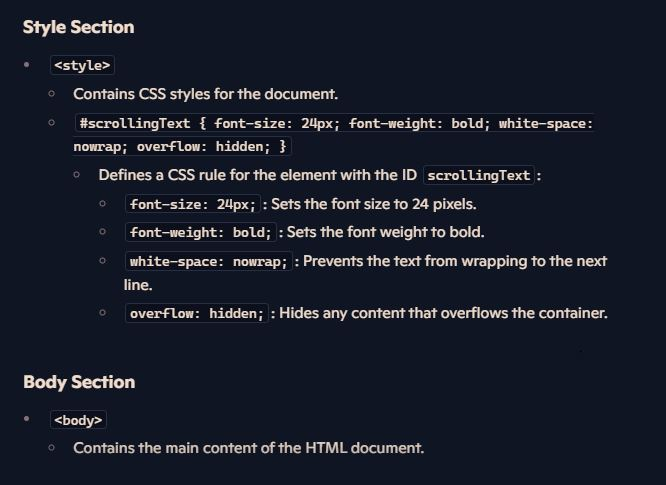 Style Section
<style>
Contains CSS styles for the document.
#scrollingText { font-size: 24px; font-weight: bold; white-space:
nowrap; overflow: hidden; }
Defines a CSS rule for the element with the ID scrollingText:
font-size: 24px;: Sets the font size to 24 pixels.
font-weight: bold;: Sets the font weight to bold.
white-space: nowrap;: Prevents the text from wrapping to the next
line.
overflow: hidden;: Hides any content that overflows the container.
Body Section
<body>
Contains the main content of the HTML document.